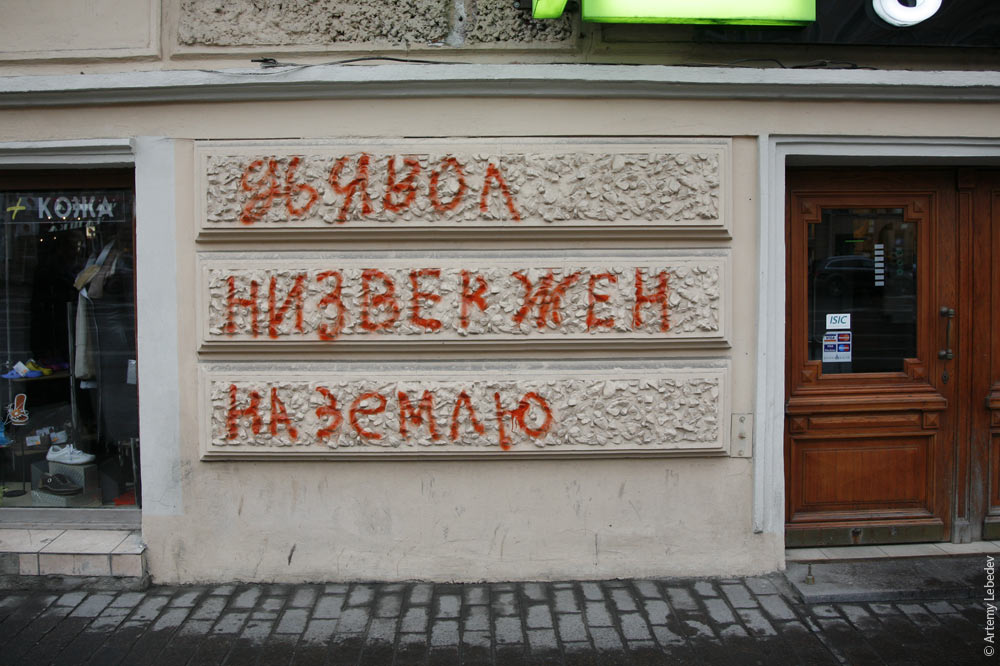 + КОЖА
ДЬЯВОЛ
НИЗВЕРЖЕН
НА ЗЕМЛЮ
ISIC
© Artemy Lebedev